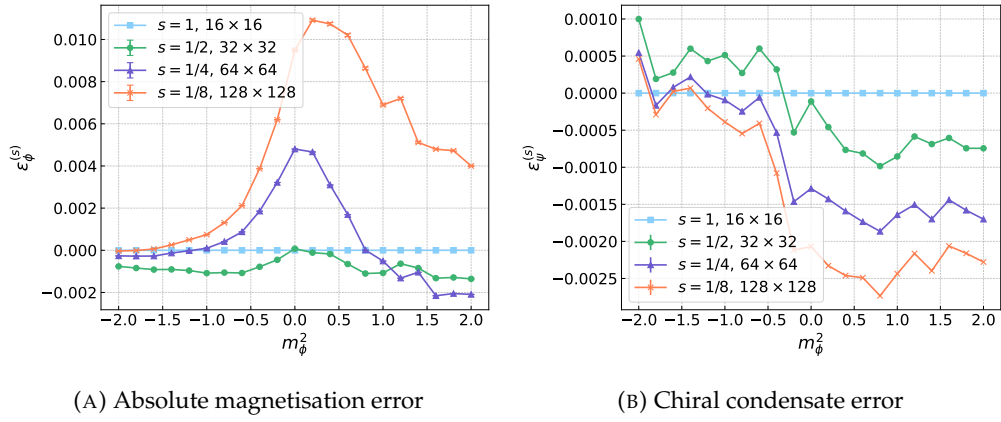 0.010
0.008
0.006
0.004
0.002
0.000
−0.002
ε_ϕ^(s)
s = 1, 16 × 16
s = 1/2, 32 × 32
s = 1/4, 64 × 64
s = 1/8, 128 × 128
−2.0 −1.5 −1.0 −0.5 0.0 0.5 1.0 1.5 2.0
m_ϕ^2
(A) Absolute magnetisation error
0.0010
0.0005
0.0000
−0.0005
−0.0010
−0.0015
−0.0020
−0.0025
ε_ψ^(s)
s = 1, 16 × 16
s = 1/2, 32 × 32
s = 1/4, 64 × 64
s = 1/8, 128 × 128
−2.0 −1.5 −1.0 −0.5 0.0 0.5 1.0 1.5 2.0
m_ϕ^2
(B) Chiral condensate error